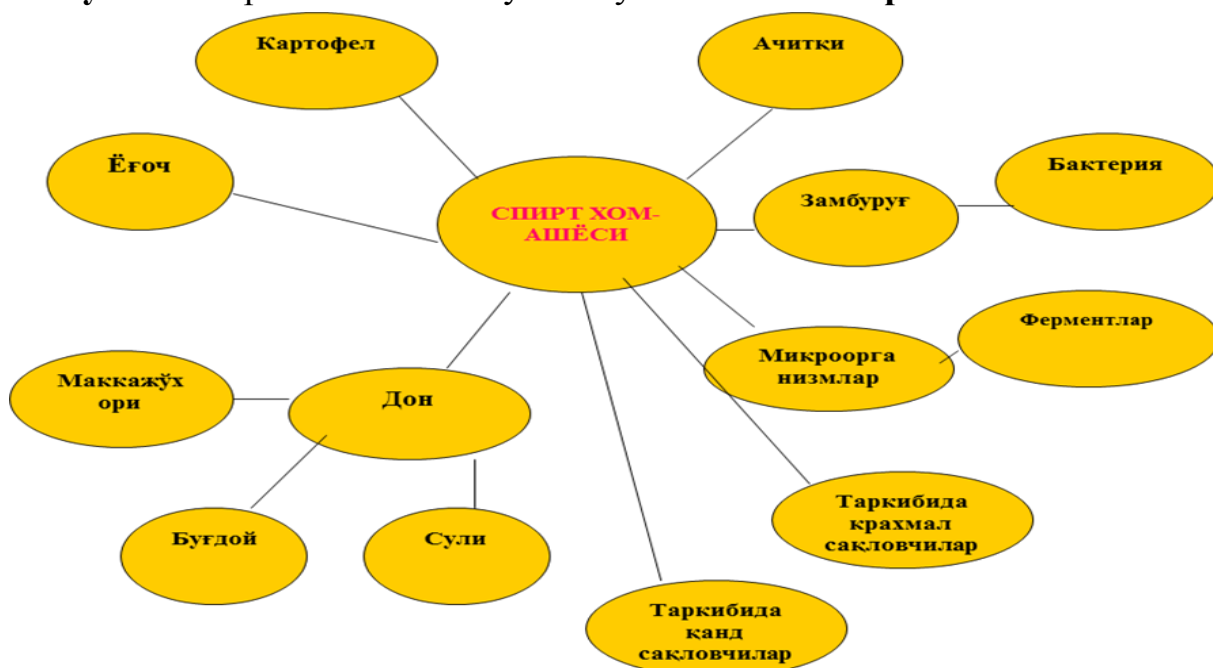 Картофел
Ачитқи
Ёғоч
Бактерия
Замбуруғ
СПИРТ ХОМ-
АШЁСИ
Ферментлар
Микроорга
низмлар
Маккажўх
ори
Дон
Таркибида
крахмал
сақловчилар
Буғдой
Сули
Таркибида
қанд
сақловчилар